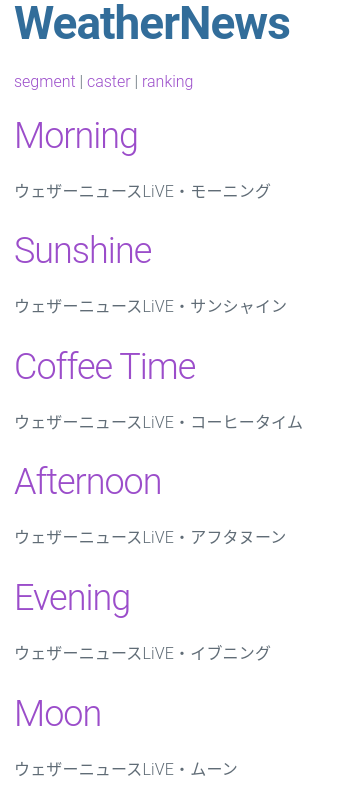 WeatherNews
segment | caster | ranking
Morning
ウェザーニュースLiVE・モーニング
Sunshine
ウェザーニュースLiVE・サンシャイン
Coffee Time
ウェザーニュースLiVE・コーヒータイム
Afternoon
ウェザーニュースLiVE・アフタヌーン
Evening
ウェザーニュースLiVE・イブニング
Moon
ウェザーニュースLiVE・ムーン